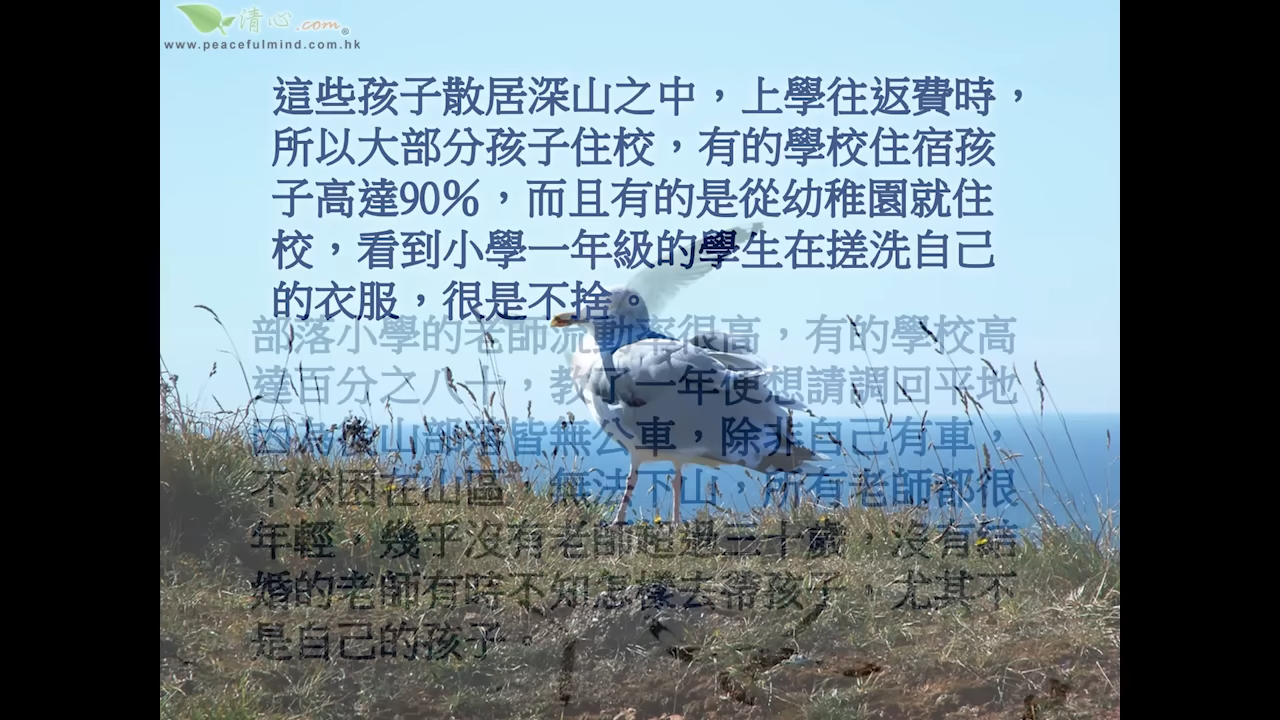 清心.com®
www.peacefulmind.com.hk
這些孩子散居深山之中，上學往返費時，
所以大部分孩子住校，有的學校住宿孩
子高達90%，而且有的是從幼稚園就住
校，看到小學一年級的學生在搓洗自己
的衣服，很是不捨。
部落小學的老師流動率很高，有的學校高
達百分之八十，教了一年便想請調回平地
因為後山部落皆無公車，除非自己有車，
不然困在山區，無法下山，所有老師都很
年輕，幾乎沒有老師超過三十歲，沒有結
婚的老師有時不知怎樣去帶孩子，尤其不
是自己的孩子。